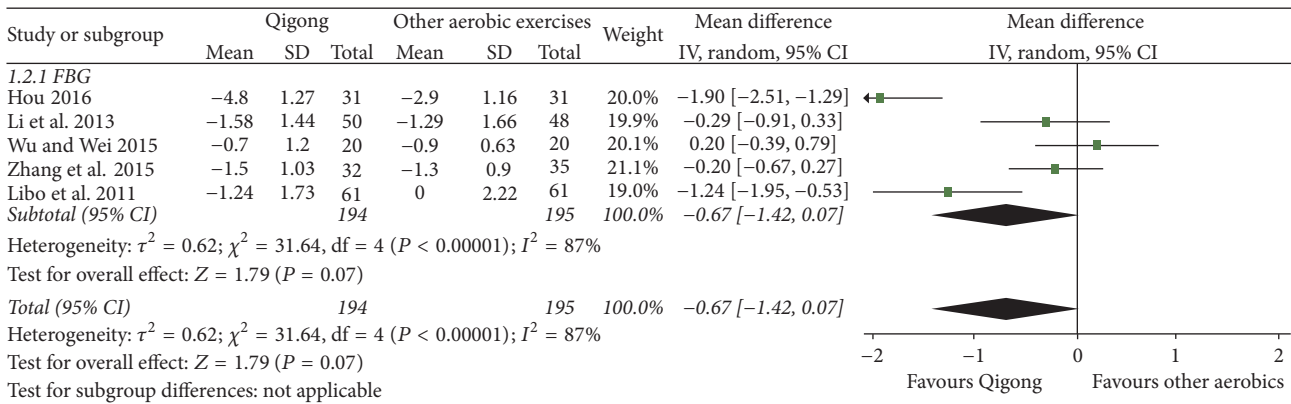 Study or subgroup Qigong Other aerobic exercises Weight Mean difference Mean difference
Mean SD Total Mean SD Total IV, random, 95% CI IV, random, 95% CI
1.2.1 FBG
Hou 2016 −4.8 1.27 31 −2.9 1.16 31 20.0% −1.90 [−2.51, −1.29]
Li et al. 2013 −1.58 1.44 50 −1.29 1.66 48 19.9% −0.29 [−0.91, 0.33]
Wu and Wei 2015 −0.7 1.2 20 −0.9 0.63 20 20.1% 0.20 [−0.39, 0.79]
Zhang et al. 2015 −1.5 1.03 32 −1.3 0.9 35 21.1% −0.20 [−0.67, 0.27]
Libo et al. 2011 −1.24 1.73 61 0 2.22 61 19.0% −1.24 [−1.95, −0.53]
Subtotal (95% CI) 194 195 100.0% −0.67 [−1.42, 0.07]
Heterogeneity: τ² = 0.62; χ² = 31.64, df = 4 (P < 0.00001); I² = 87%
Test for overall effect: Z = 1.79 (P = 0.07)
Total (95% CI) 194 195 100.0% −0.67 [−1.42, 0.07]
Heterogeneity: τ² = 0.62; χ² = 31.64, df = 4 (P < 0.00001); I² = 87%
Test for overall effect: Z = 1.79 (P = 0.07)
Test for subgroup differences: not applicable
−2 −1 0 1 2
Favours Qigong Favours other aerobics